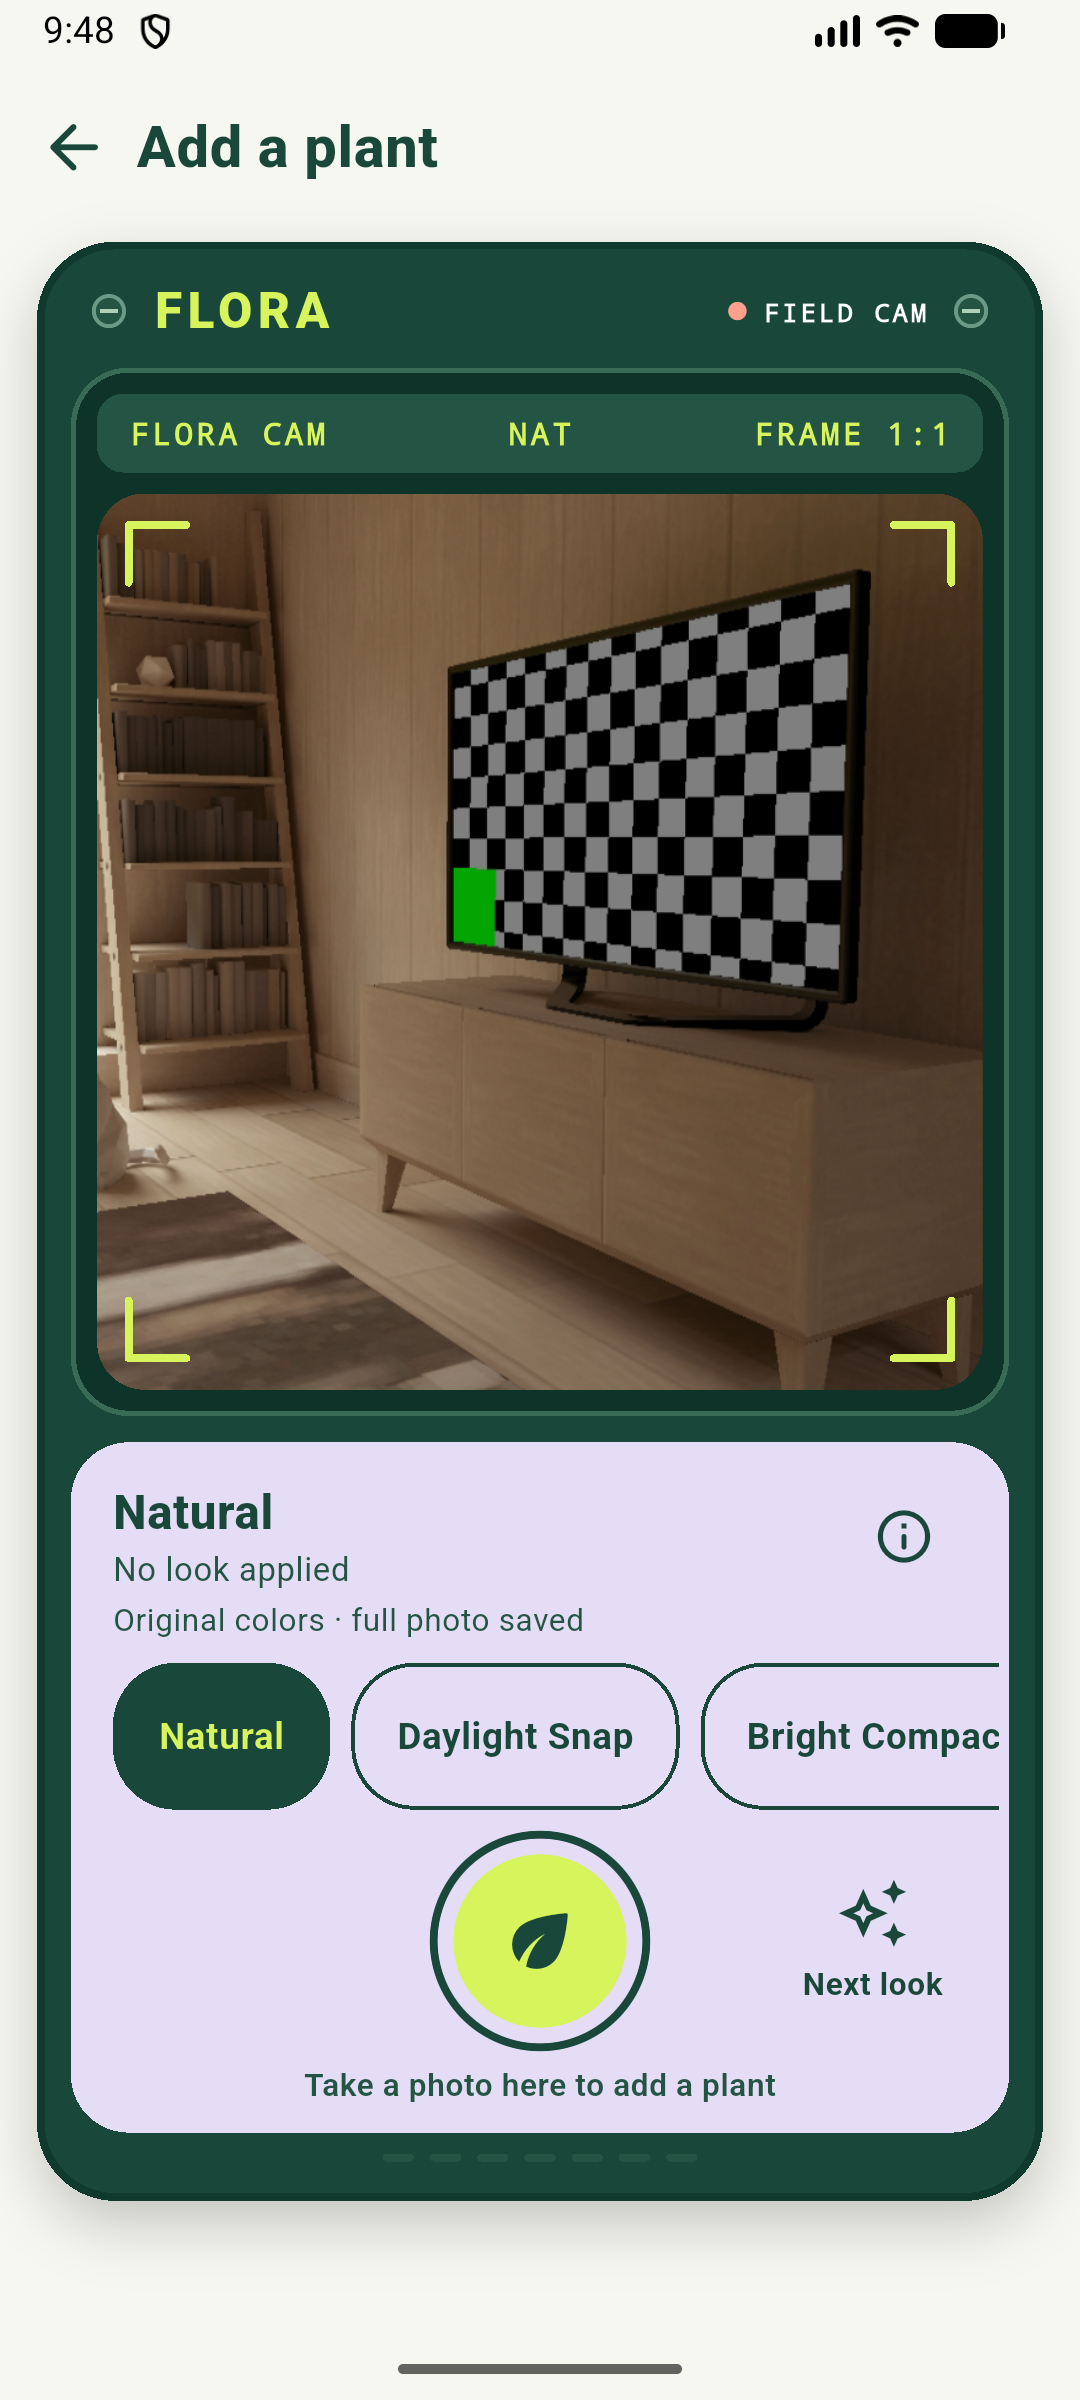 9:48
Add a plant
FLORA
FIELD CAM
FLORA CAM NAT FRAME 1:1
Natural
No look applied
Original colors · full photo saved
Natural Daylight Snap Bright Compac
Next look
Take a photo here to add a plant